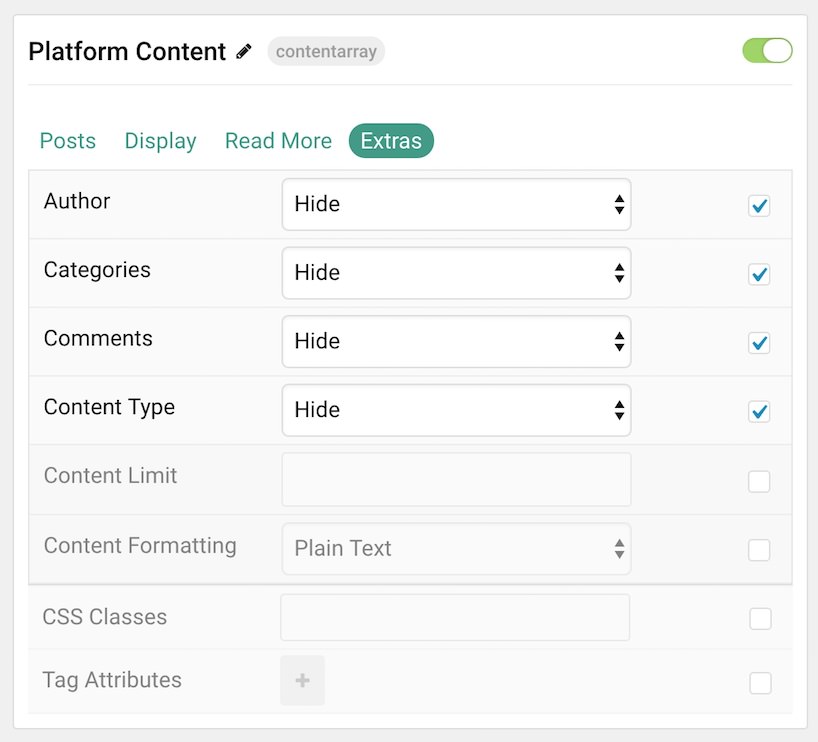 Platform Content contentarray
Posts Display Read More Extras
Author Hide
Categories Hide
Comments Hide
Content Type Hide
Content Limit
Content Formatting Plain Text
CSS Classes
Tag Attributes +